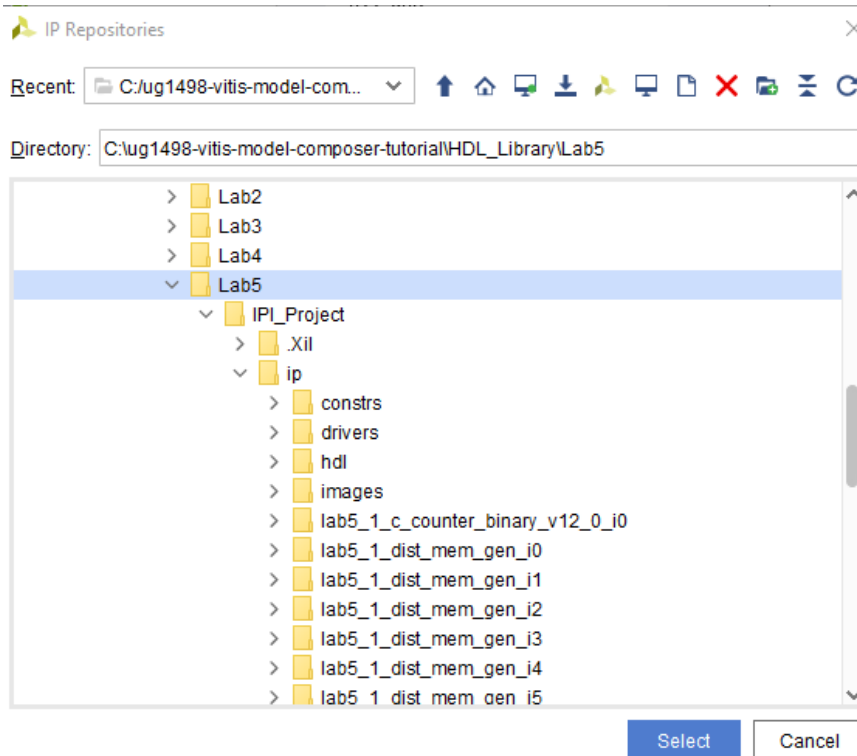 IP Repositories
Recent: C:/ug1498-vitis-model-com...
Directory: C:\ug1498-vitis-model-composer-tutorial\HDL_Library\Lab5
Lab2
Lab3
Lab4
Lab5
IPI_Project
.Xil
ip
constrs
drivers
hdl
images
lab5_1_c_counter_binary_v12_0_i0
lab5_1_dist_mem_gen_i0
lab5_1_dist_mem_gen_i1
lab5_1_dist_mem_gen_i2
lab5_1_dist_mem_gen_i3
lab5_1_dist_mem_gen_i4
lab5_1_dist_mem_gen_i5
Select Cancel